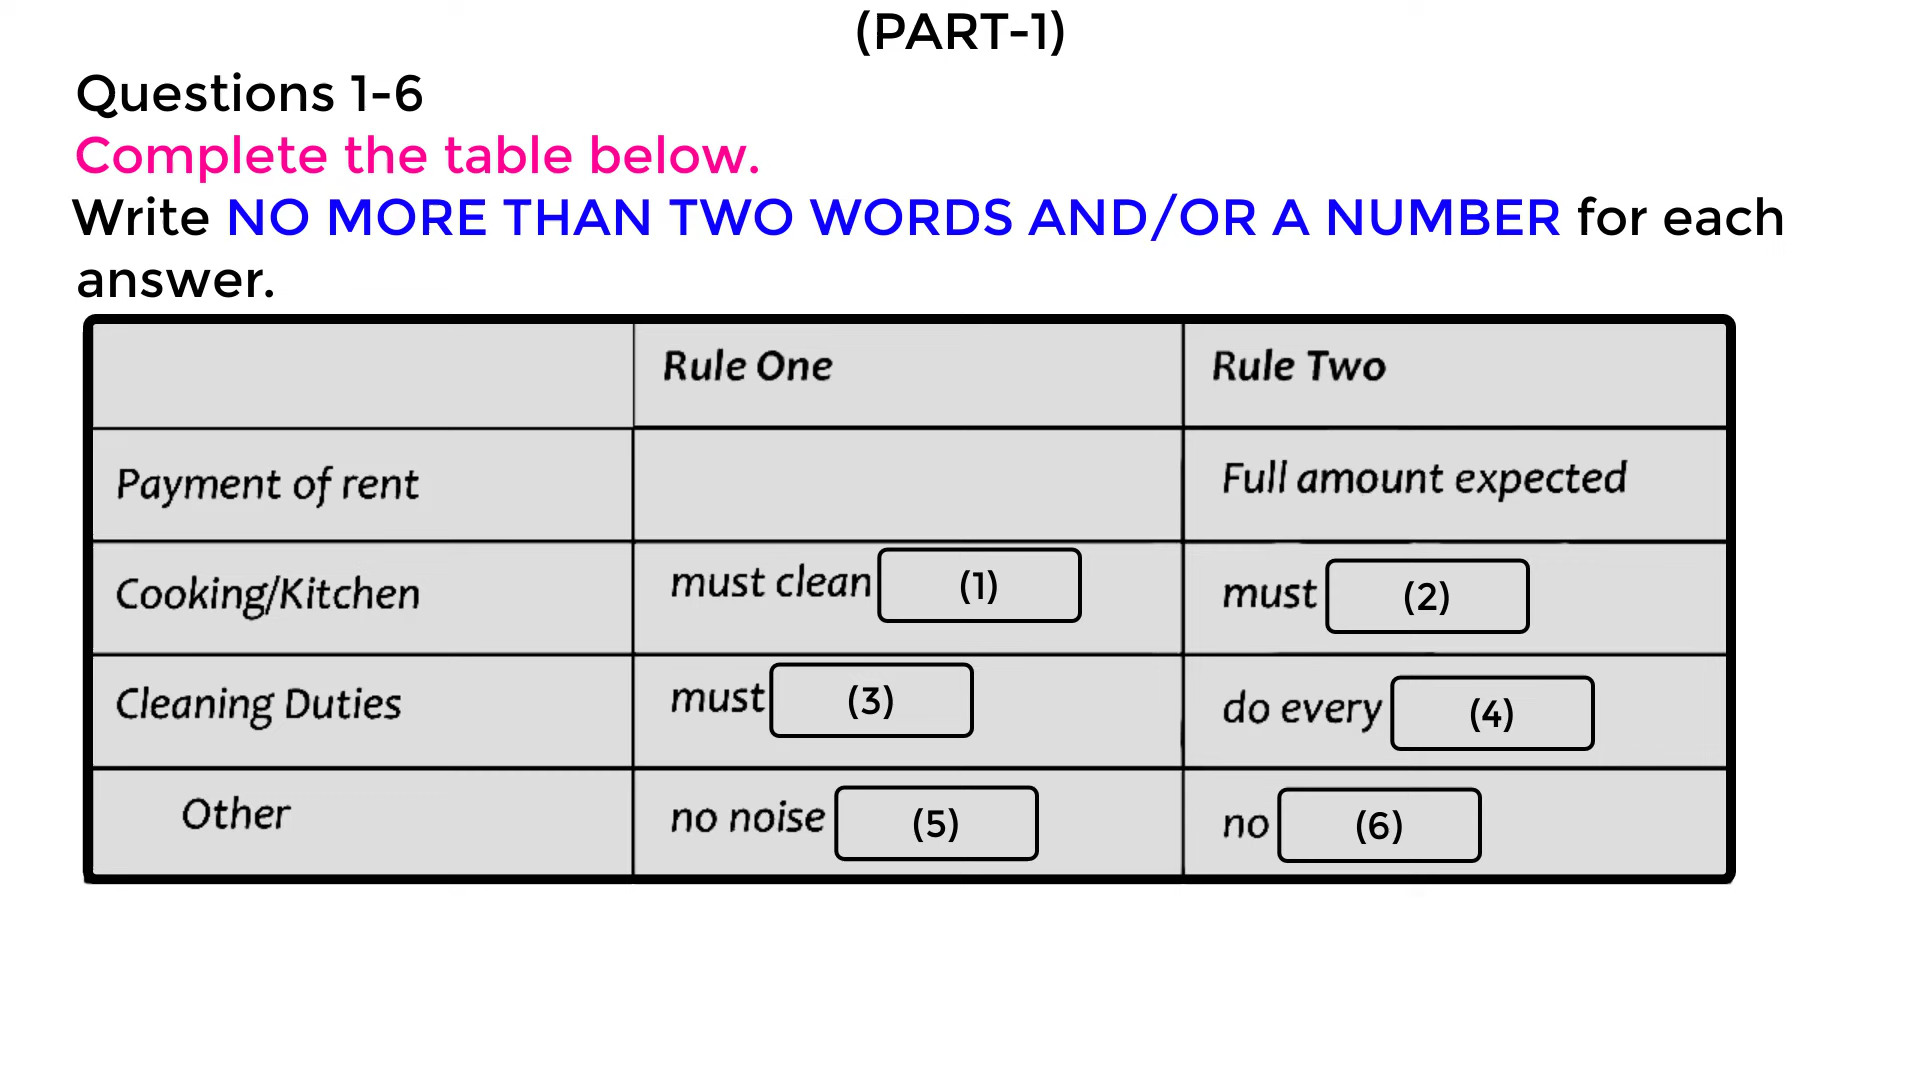 (PART-1)
Questions 1-6
Complete the table below.
Write NO MORE THAN TWO WORDS AND/OR A NUMBER for each
answer.
Rule One Rule Two
Payment of rent Full amount expected
Cooking/Kitchen must clean (1) must (2)
Cleaning Duties must (3) do every (4)
Other no noise (5) no (6)